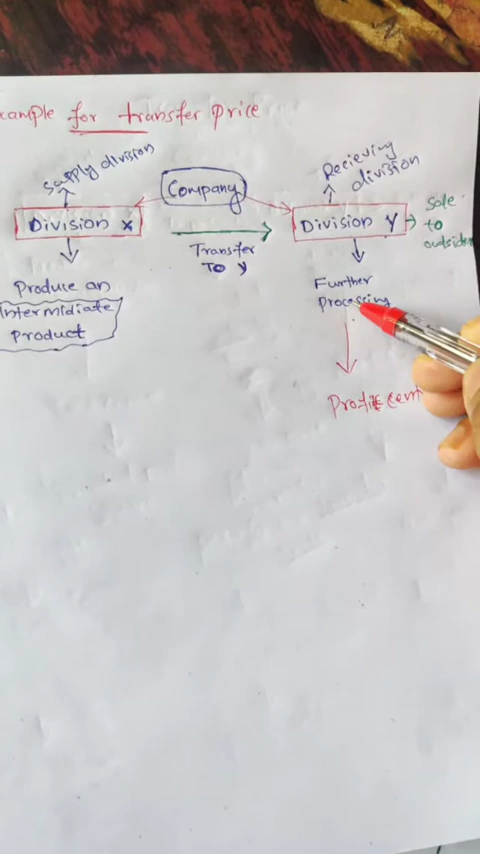 xample for transfer price
Supply division
Company
Recieving
division
Division x
Division Y
Sale
to
outsider
Transfer
To Y
Produce an
Intermidiate
product
Further
Processing
Profit cent